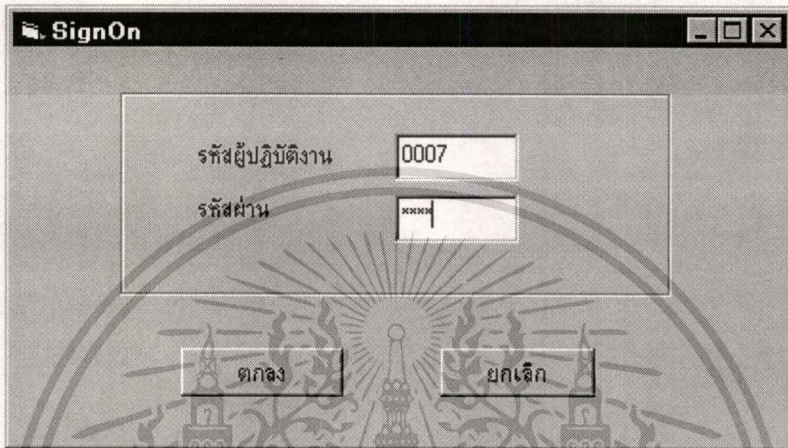 SignOn
รหัสผู้ปฏิบัติงาน 0007
รหัสผ่าน ****
ตกลง ยกเลิก